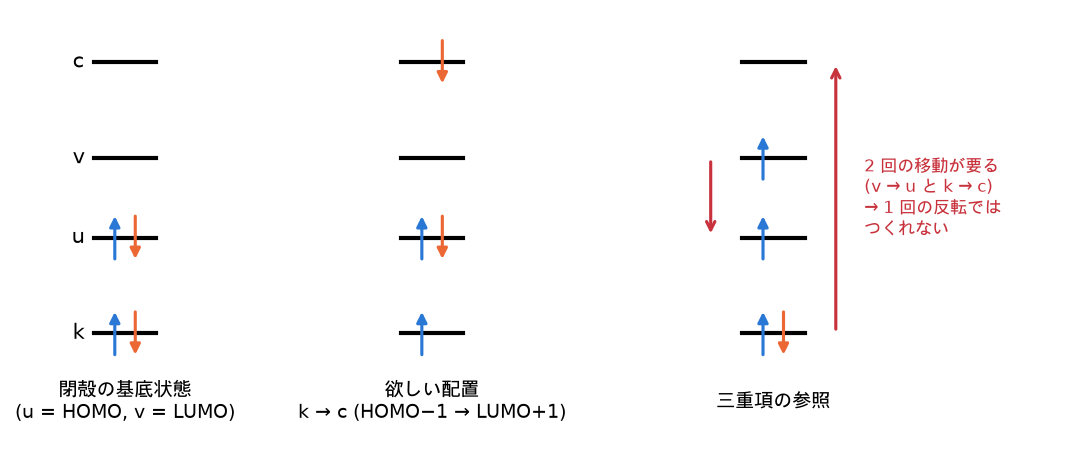 c
v
u
k
閉殻の基底状態
(u = HOMO, v = LUMO)
欲しい配置
k → c (HOMO−1 → LUMO+1)
三重項の参照
2 回の移動が要る
(v → u と k → c)
→ 1 回の反転では
つくれない